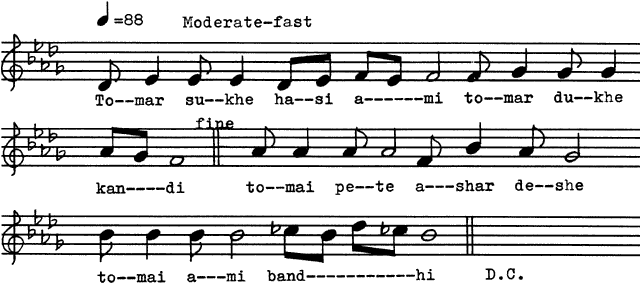 =88 Moderate-fast
To--mar su--khe ha--si a------mi to--mar du--khe
fine
kan----di to--mai pe--te a---shar de--she
to--mai a---mi band-----------hi D.C.